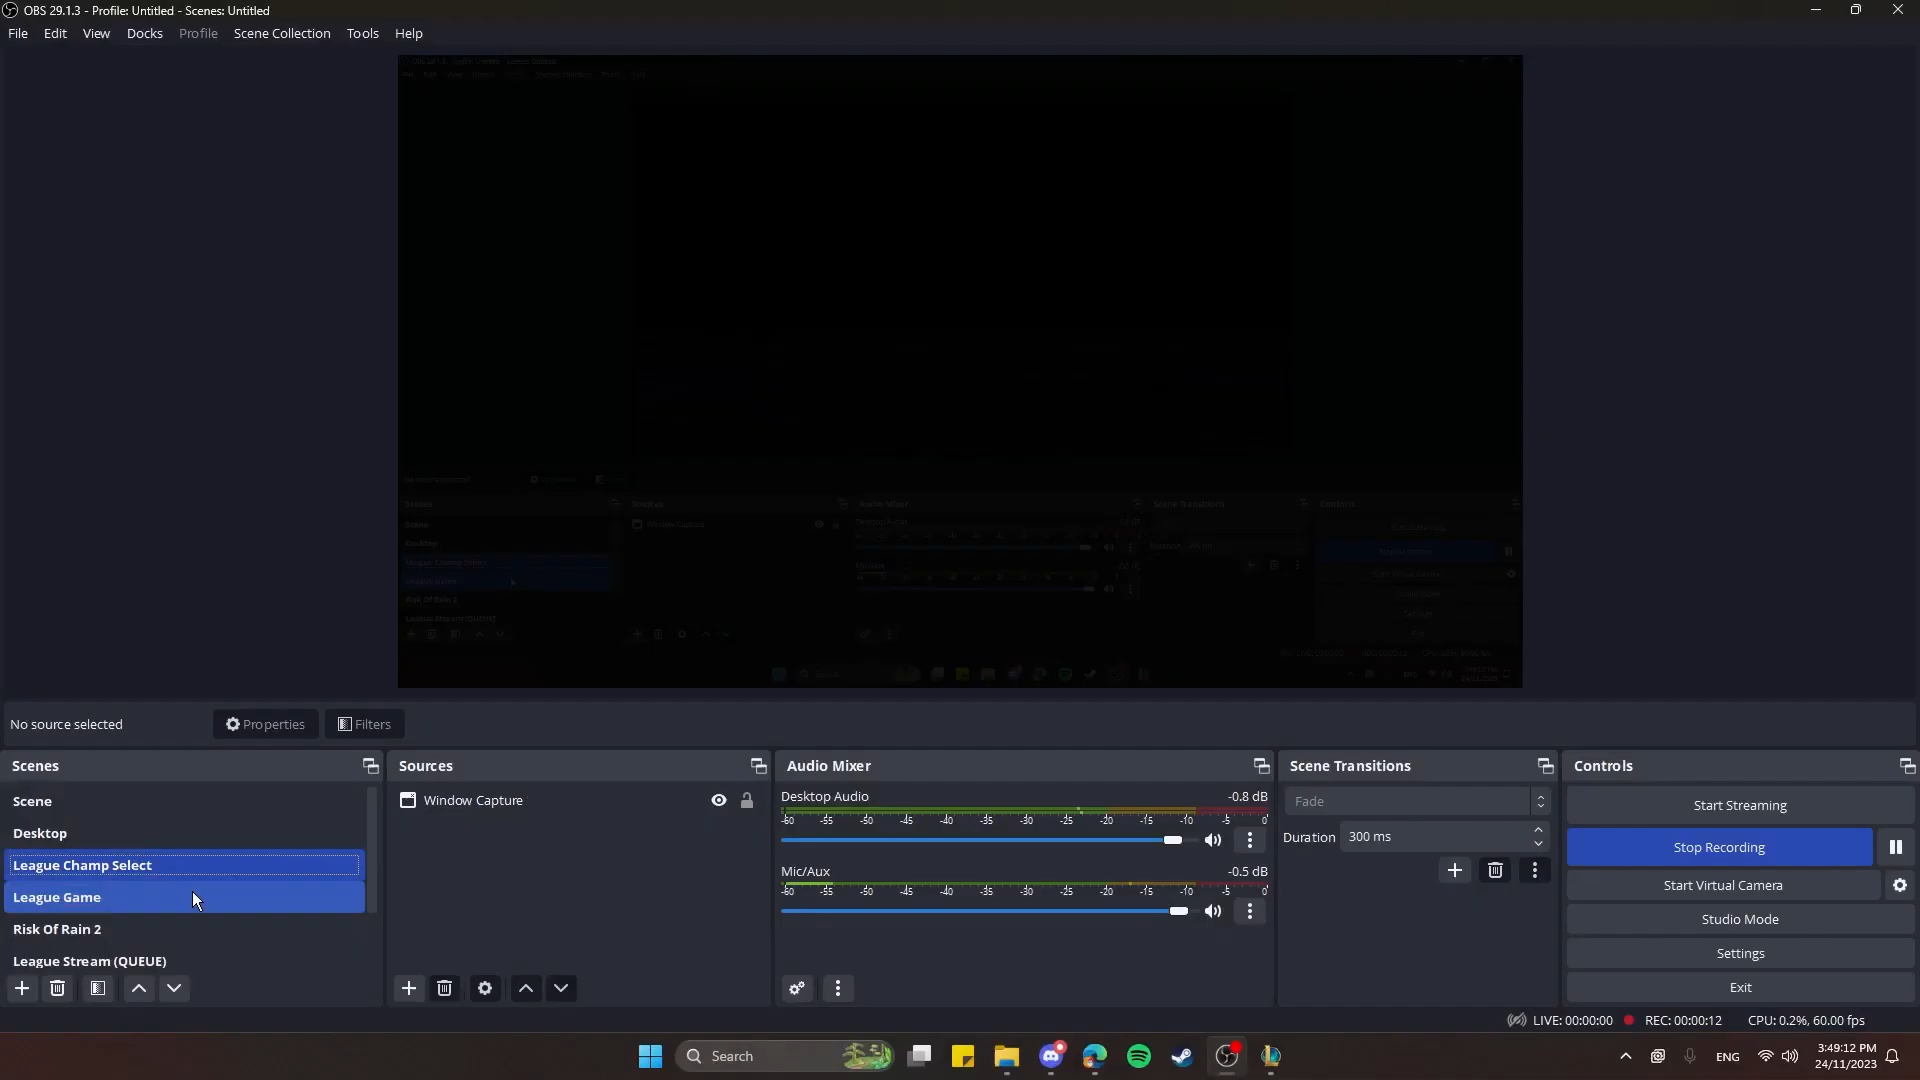 OBS 29.1.3 - Profile: Untitled - Scenes: Untitled
File Edit View Docks Profile Scene Collection Tools Help
No source selected Properties Filters
Scenes
Scene
Desktop
League Champ Select
League Game
Risk Of Rain 2
League Stream (QUEUE)
Sources
Window Capture
Audio Mixer
Desktop Audio -0.8 dB
-60 -55 -50 -45 -40 -35 -30 -25 -20 -15 -10 -5 0
Mic/Aux -0.5 dB
-60 -55 -50 -45 -40 -35 -30 -25 -20 -15 -10 -5 0
Scene Transitions
Fade
Duration 300 ms
Controls
Start Streaming
Stop Recording
Start Virtual Camera
Studio Mode
Settings
Exit
LIVE: 00:00:00 REC: 00:00:12 CPU: 0.2%, 60.00 fps
Search
ENG
3:49:12 PM
24/11/2023